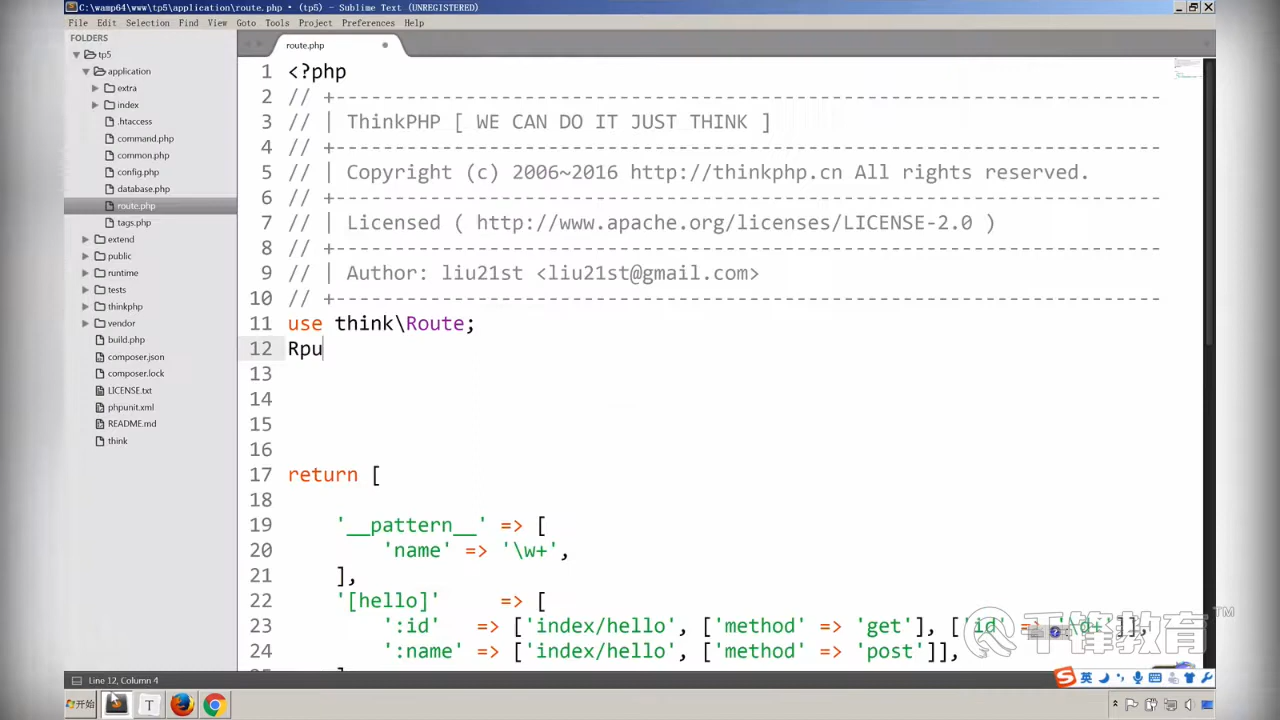 C:\wamp64\www\tp5\application\route.php • (tp5) - Sublime Text (UNREGISTERED)
File Edit Selection Find View Goto Tools Project Preferences Help
FOLDERS
tp5
application
extra
index
.htaccess
command.php
common.php
config.php
database.php
route.php
tags.php
extend
public
runtime
tests
thinkphp
vendor
build.php
composer.json
composer.lock
LICENSE.txt
phpunit.xml
README.md
think
route.php
1 <?php
2 // +----------------------------------------------------------------------
3 // | ThinkPHP [ WE CAN DO IT JUST THINK ]
4 // +----------------------------------------------------------------------
5 // | Copyright (c) 2006~2016 http://thinkphp.cn All rights reserved.
6 // +----------------------------------------------------------------------
7 // | Licensed ( http://www.apache.org/licenses/LICENSE-2.0 )
8 // +----------------------------------------------------------------------
9 // | Author: liu21st <liu21st@gmail.com>
10 // +----------------------------------------------------------------------
11 use think\Route;
12 Rpu
13
14
15
16
17 return [
18
19 '__pattern__' => [
20 'name' => '\w+',
21 ],
22 '[hello]' => [
23 ':id' => ['index/hello', ['method' => 'get'], ['id' => '\d+']],
24 ':name' => ['index/hello', ['method' => 'post']],
千锋教育™
Line 12, Column 4
英
开始